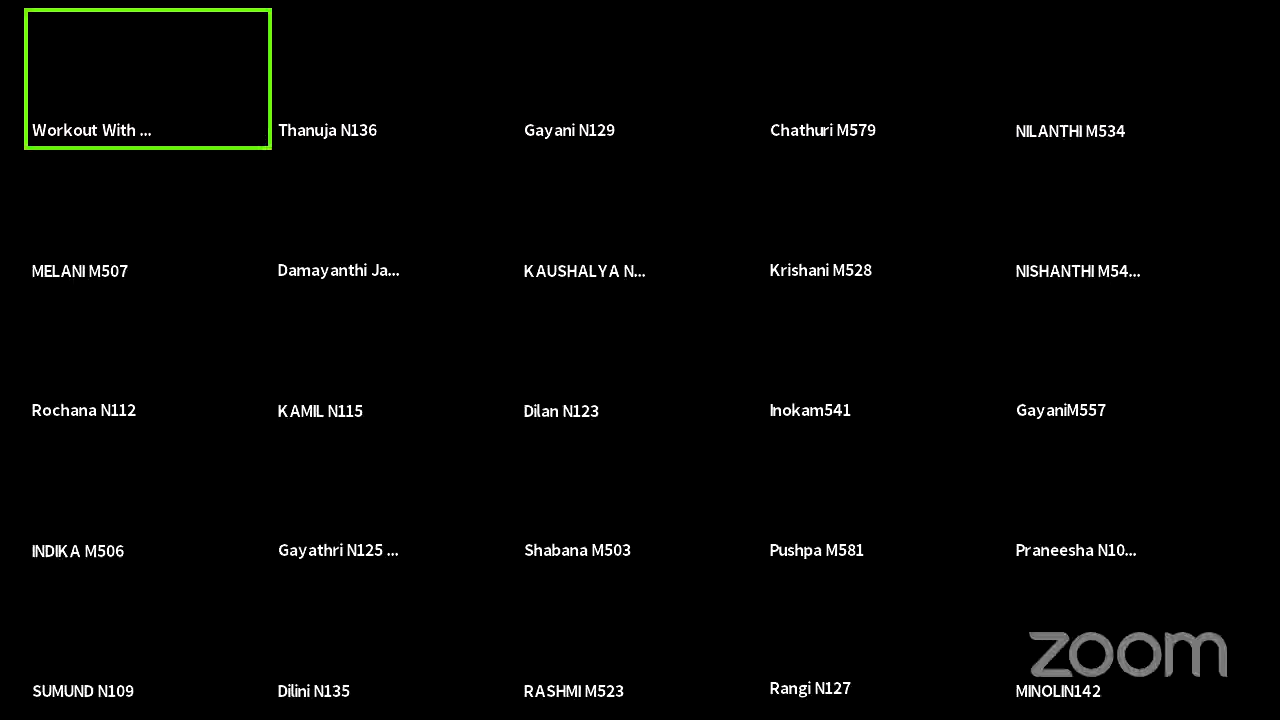 Workout With ...
Thanuja N136
Gayani N129
Chathuri M579
NILANTHI M534
MELANI M507
Damayanthi Ja...
KAUSHALYA N...
Krishani M528
NISHANTHI M54...
Rochana N112
KAMIL N115
Dilan N123
Inokam541
GayaniM557
INDIKA M506
Gayathri N125 ...
Shabana M503
Pushpa M581
Praneesha N10...
zoom
SUMUND N109
Dilini N135
RASHMI M523
Rangi N127
MINOLIN142